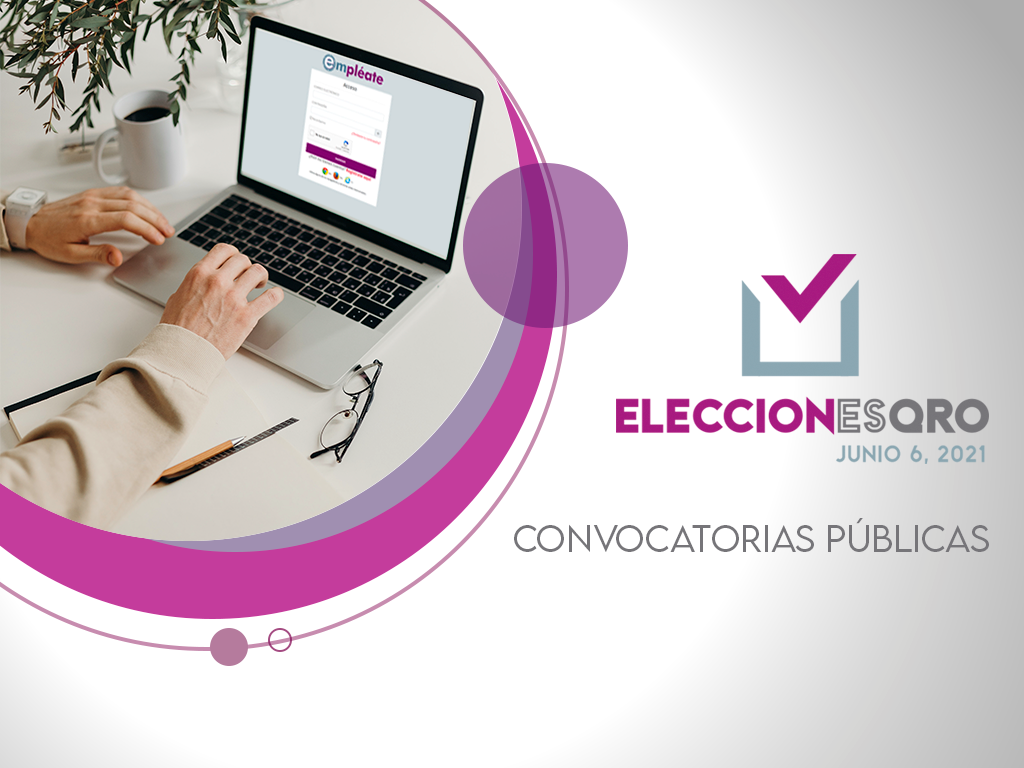 empléate
Acceso
ELECCIONESQRO
JUNIO 6, 2021
CONVOCATORIAS PÚBLICAS